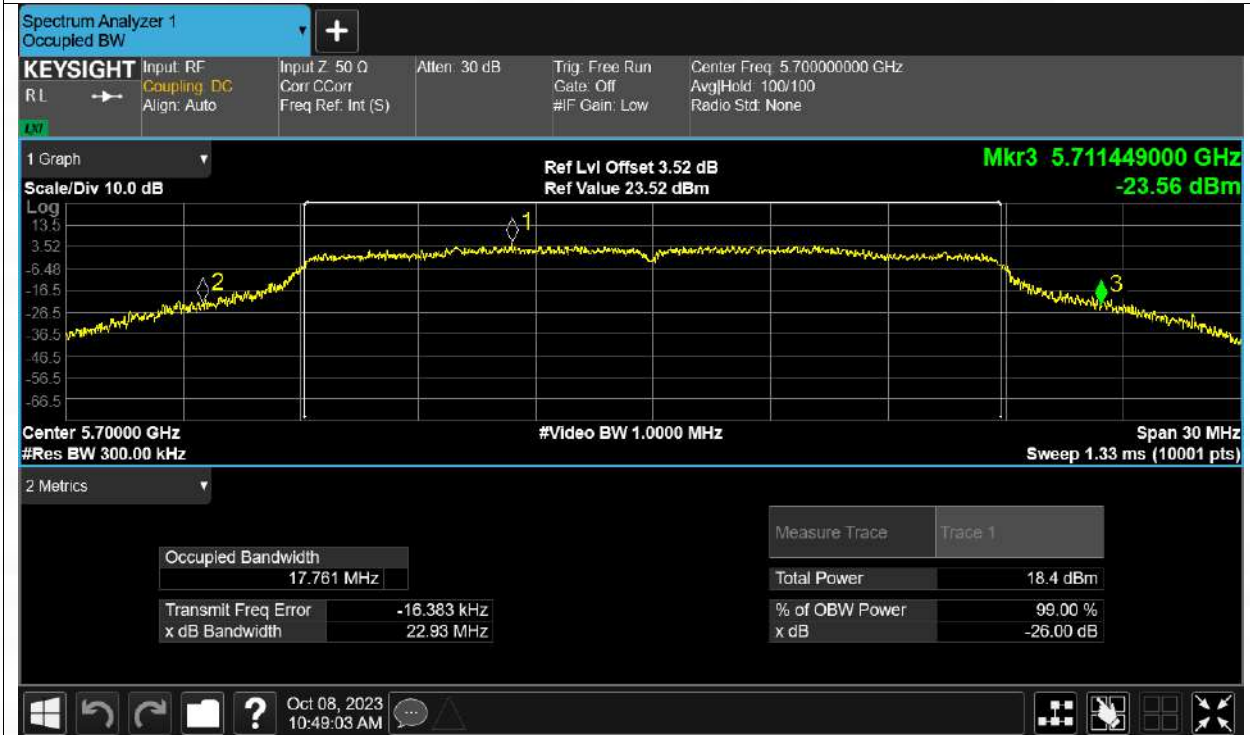 Spectrum Analyzer 1
Occupied BW
+
KEYSIGHT
RL
LXI
Input: RF
Coupling: DC
Align: Auto
Input Z: 50 Ω
Corr CCorr
Freq Ref: Int (S)
Atten: 30 dB
Trig: Free Run
Gate: Off
#IF Gain: Low
Center Freq: 5.700000000 GHz
Avg|Hold: 100/100
Radio Std: None
1 Graph
Scale/Div 10.0 dB
Ref Lvl Offset 3.52 dB
Ref Value 23.52 dBm
Mkr3 5.711449000 GHz
-23.56 dBm
Log
13.5
3.52
-6.48
-16.5
-26.5
-36.5
-46.5
-56.5
-66.5
1
2
3
Center 5.70000 GHz
#Res BW 300.00 kHz
#Video BW 1.0000 MHz
Span 30 MHz
Sweep 1.33 ms (10001 pts)
2 Metrics
Measure Trace Trace 1
Occupied Bandwidth
17.761 MHz
Total Power 18.4 dBm
Transmit Freq Error -16.383 kHz
% of OBW Power 99.00 %
x dB Bandwidth 22.93 MHz
x dB -26.00 dB
?
Oct 08, 2023
10:49:03 AM